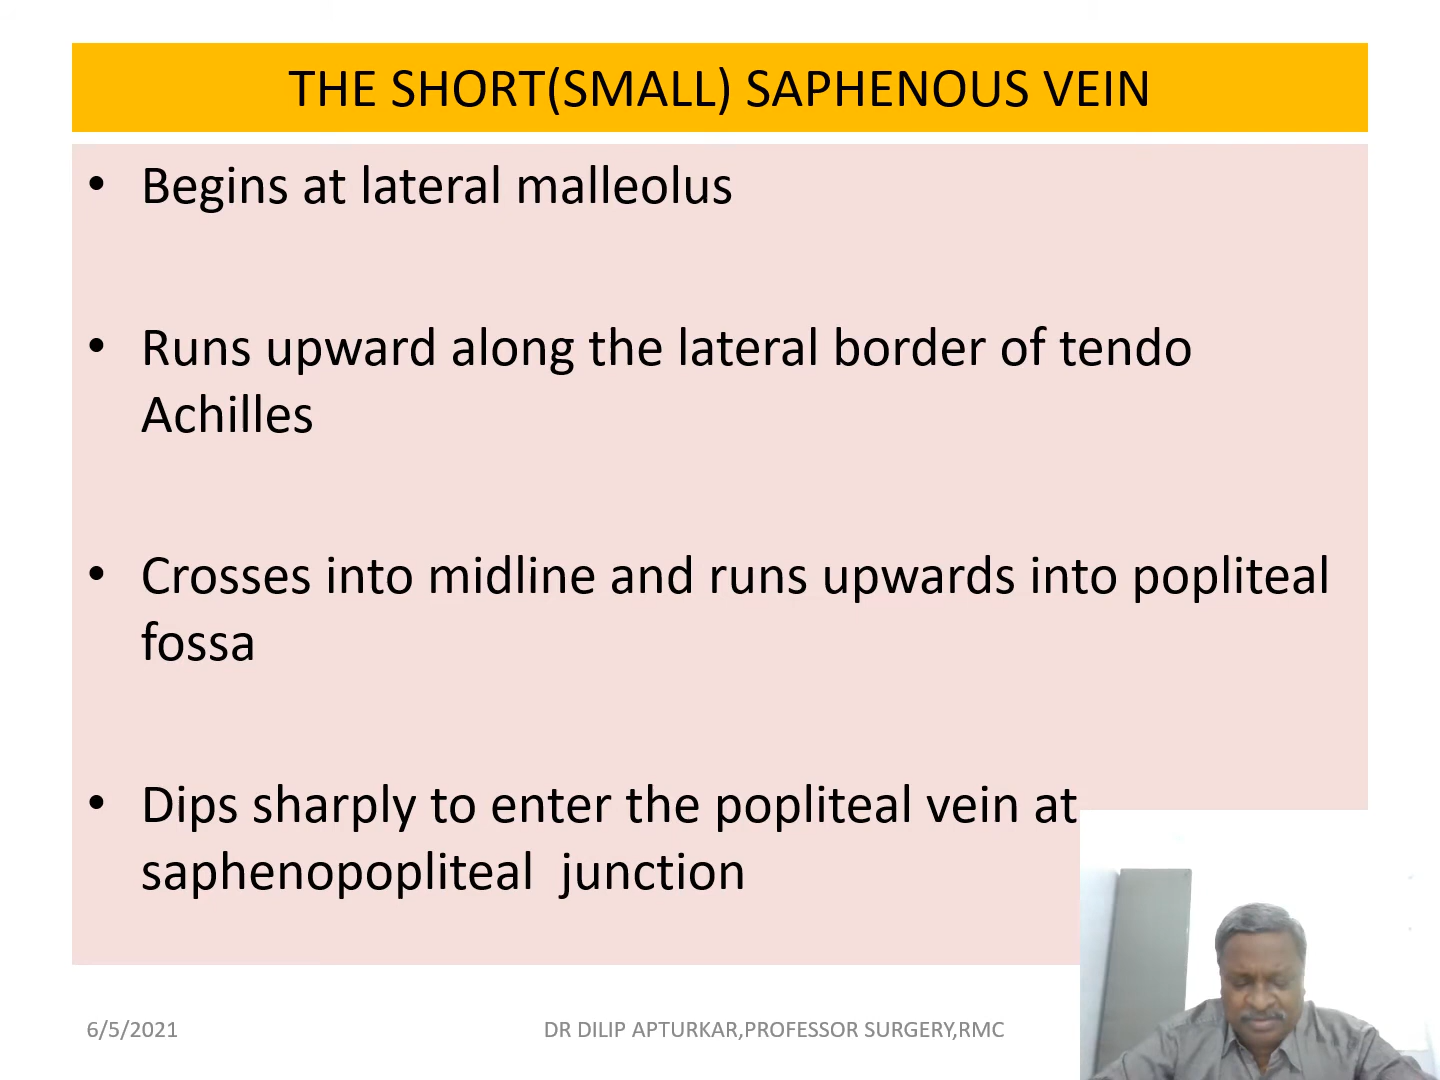 THE SHORT(SMALL) SAPHENOUS VEIN
• Begins at lateral malleolus
• Runs upward along the lateral border of tendo
Achilles
• Crosses into midline and runs upwards into popliteal
fossa
• Dips sharply to enter the popliteal vein at
saphenopopliteal  junction
6/5/2021
DR DILIP APTURKAR,PROFESSOR SURGERY,RMC